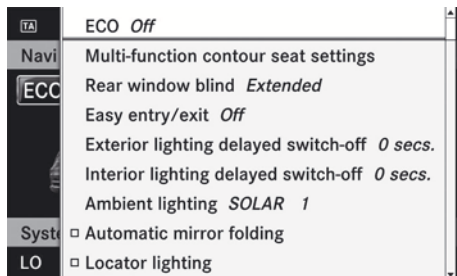 TA
ECO Off
Navi
Multi-function contour seat settings
ECO
Rear window blind Extended
Easy entry/exit Off
Exterior lighting delayed switch-off 0 secs.
Interior lighting delayed switch-off 0 secs.
Ambient lighting SOLAR 1
Syste
Automatic mirror folding
LO
Locator lighting